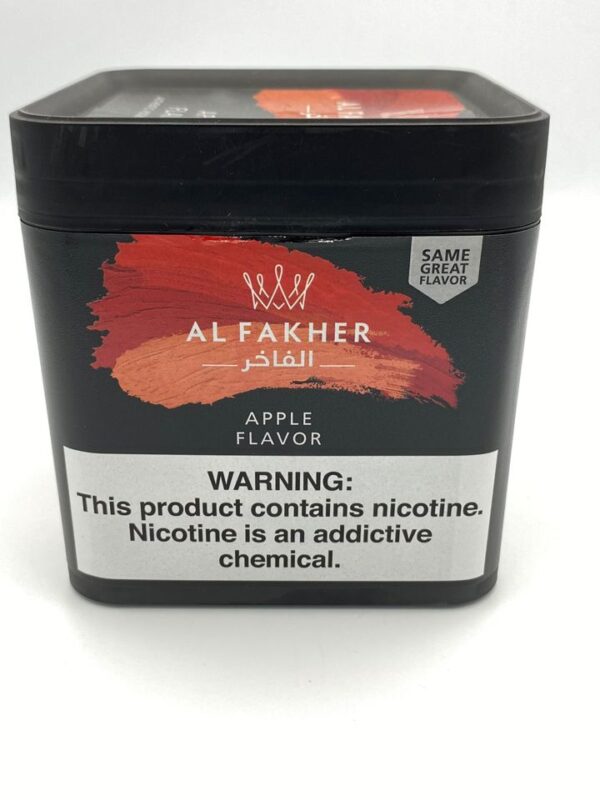 SAME
GREAT
FLAVOR
AL FAKHER
الفاخر
APPLE
FLAVOR
WARNING:
This product contains nicotine.
Nicotine is an addictive
chemical.